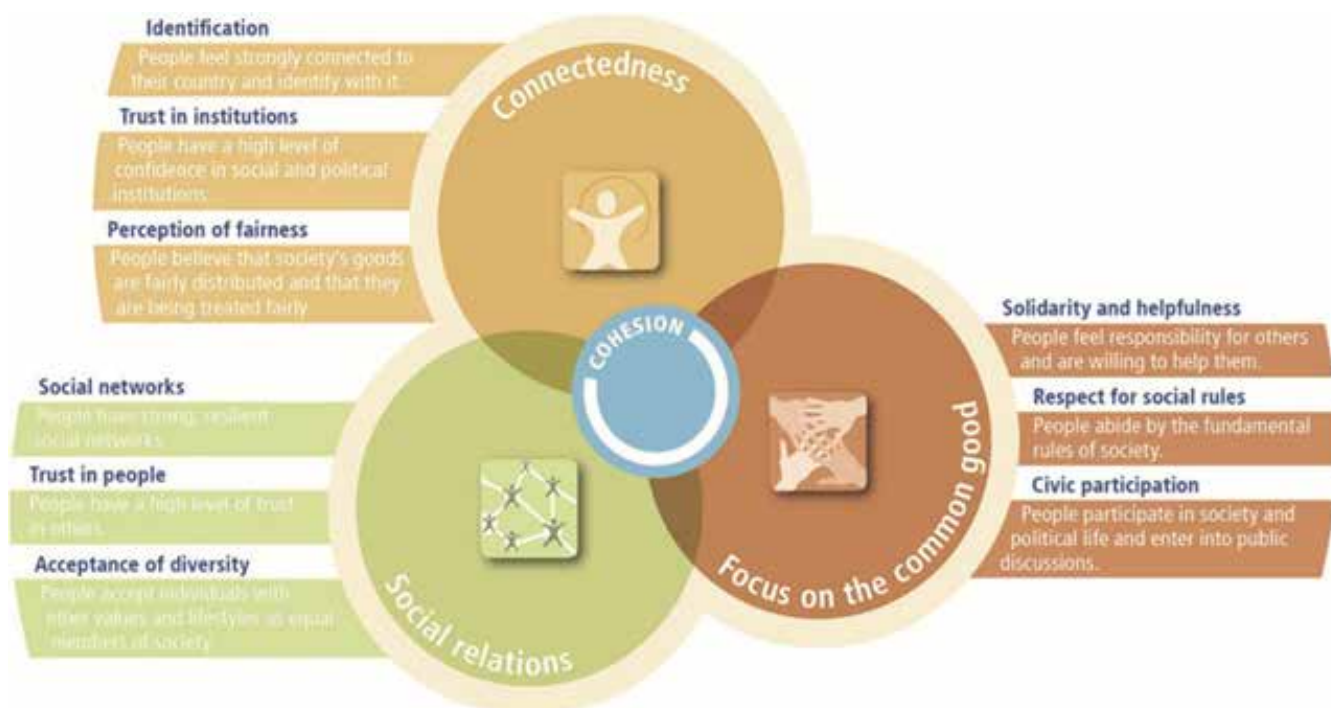 Identification
People feel strongly connected to
their country and identify with it.
Trust in institutions
People have a high level of
confidence in social and political
institutions.
Perception of fairness
People believe that society's goods
are fairly distributed and that they
are being treated fairly
Connectedness
COHESION
Social networks
People have strong, resilient
social networks.
Trust in people
People have a high level of trust
in others.
Acceptance of diversity
People accept individuals with
other values and lifestyles as equal
members of society
Social relations
Solidarity and helpfulness
People feel responsibility for others
and are willing to help them.
Respect for social rules
People abide by the fundamental
rules of society.
Civic participation
People participate in society and
political life and enter into public
discussions.
Focus on the common good